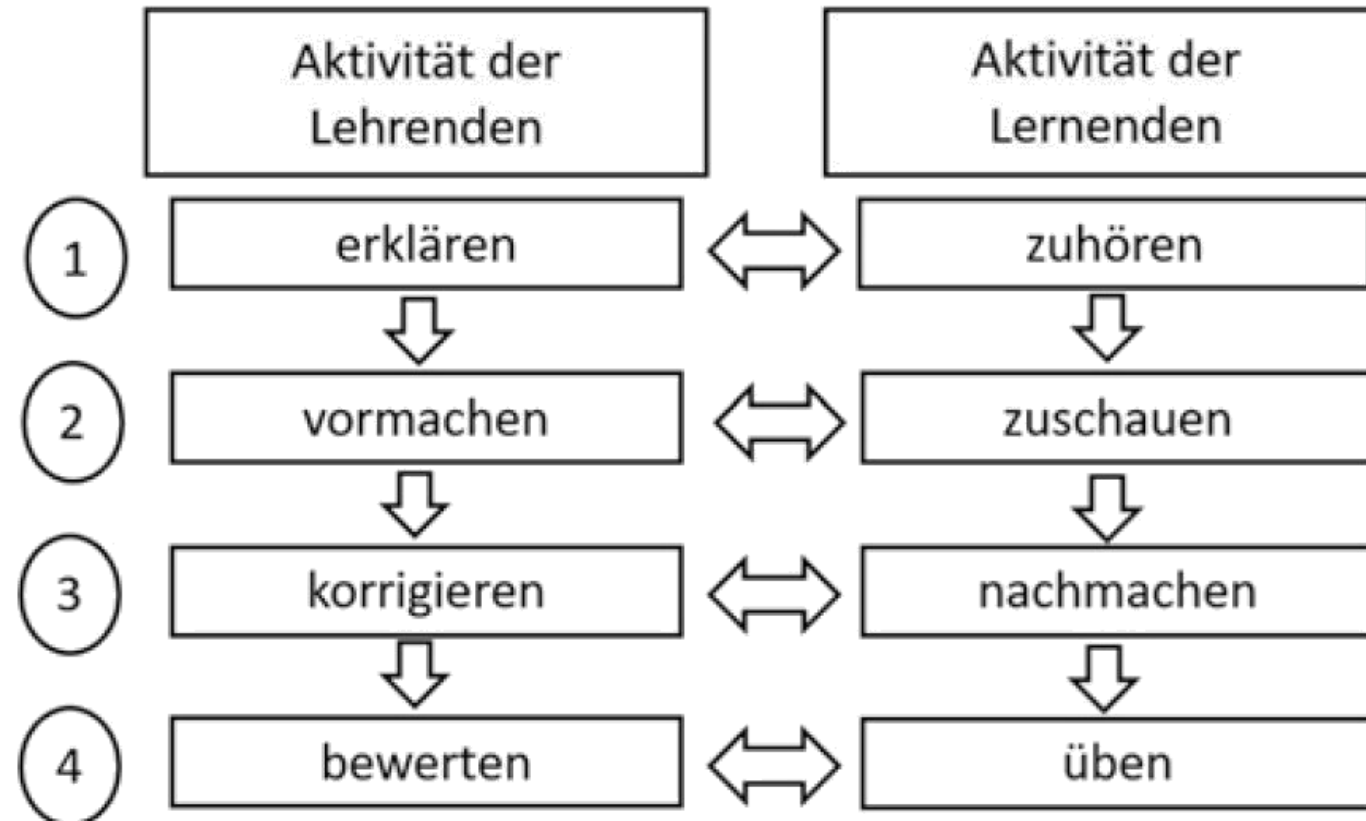 Aktivität der
Lehrenden
Aktivität der
Lernenden
1
erklären
zuhören
2
vormachen
zuschauen
3
korrigieren
nachmachen
4
bewerten
üben